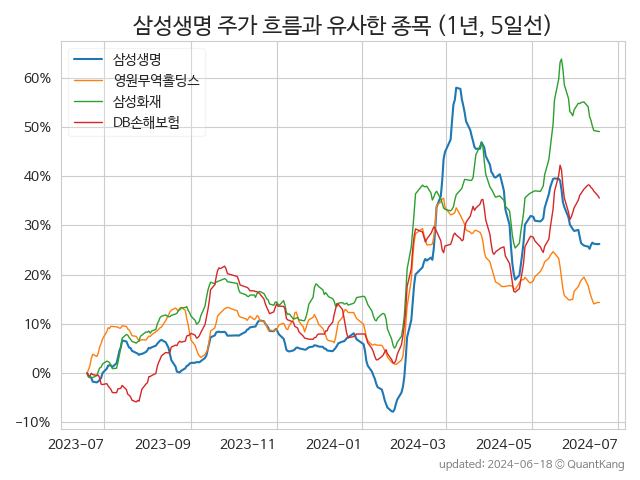 삼성생명 주가 흐름과 유사한 종목 (1년, 5일선)
삼성생명
영원무역홀딩스
삼성화재
DB손해보험
60%
50%
40%
30%
20%
10%
0%
−10%
2023-07 2023-09 2023-11 2024-01 2024-03 2024-05 2024-07
updated: 2024-06-18 ⓒ QuantKang